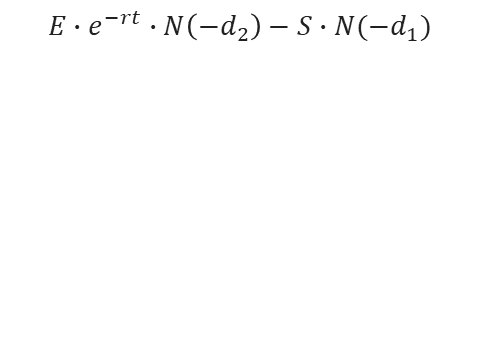 E · e⁻ʳᵗ · N(−d₂) − S · N(−d₁)